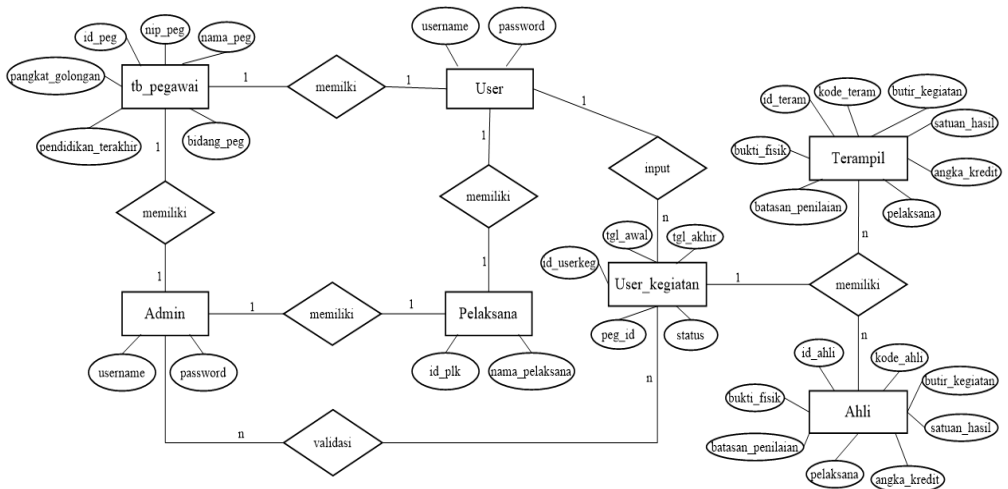 username
password
id_peg
nip_peg
nama_peg
pangkat_golongan
tb_pegawai
pendidikan_terakhir
bidang_peg
1
memilki
1
User
1
1
1
1
memiliki
memiliki
input
1
1
n
Admin
username
password
1
memiliki
1
Pelaksana
id_plk
nama_pelaksana
tgl_awal
tgl_akhir
id_userkeg
User_kegiatan
peg_id
status
n
n
validasi
1
memiliki
n
n
id_teram
kode_teram
butir_kegiatan
satuan_hasil
bukti_fisik
Terampil
angka_kredit
batasan_penilaian
pelaksana
id_ahli
kode_ahli
butir_kegiatan
bukti_fisik
Ahli
satuan_hasil
batasan_penilaian
pelaksana
angka_kredit